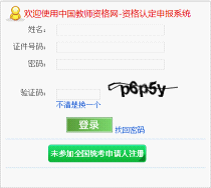 欢迎使用中国教师资格网-资格认定申报系统
姓名：
证件号码：
密码：
验证码：
p6p5y
不清楚换一个
登录
找回密码
未参加全国统考申请人注册